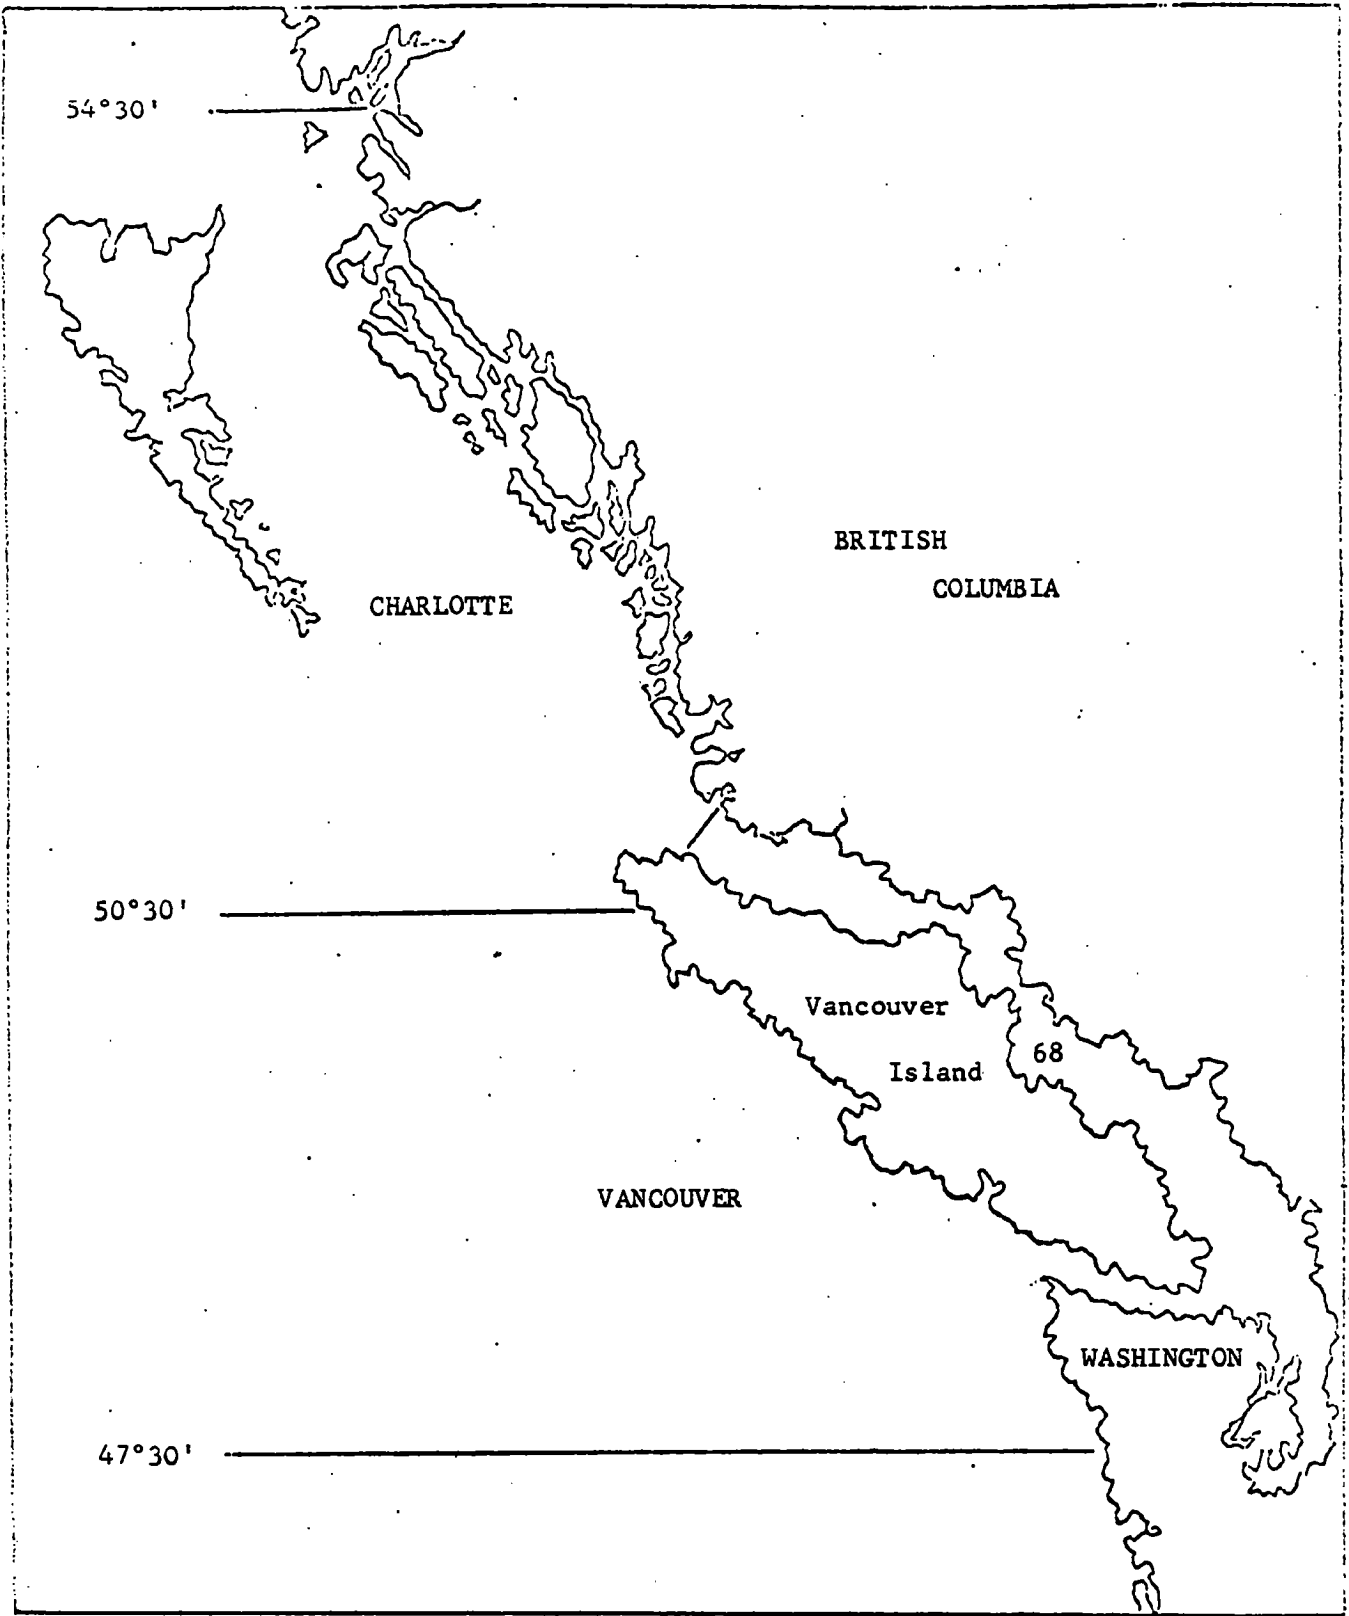 54°30'
BRITISH
COLUMBIA
CHARLOTTE
50°30'
Vancouver
Island
68
VANCOUVER
WASHINGTON
47°30'